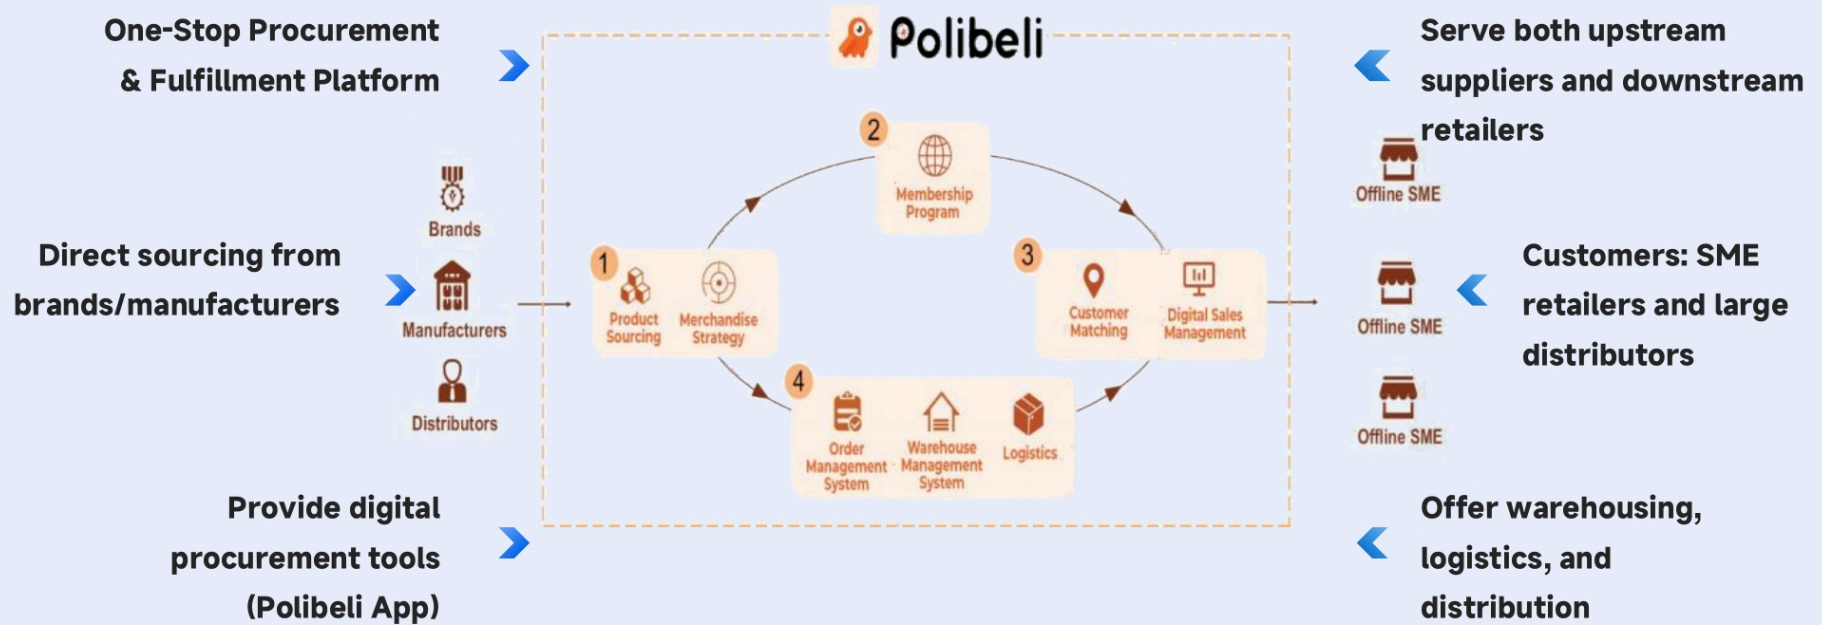 Polibeli
One-Stop Procurement
& Fulfillment Platform
Serve both upstream
suppliers and downstream
retailers
Direct sourcing from
brands/manufacturers
Brands
Manufacturers
Distributors
1
Product
Sourcing
Merchandise
Strategy
2
Membership
Program
3
Customer
Matching
Digital Sales
Management
4
Order
Management
System
Warehouse
Management
System
Logistics
Offline SME
Offline SME
Offline SME
Customers: SME
retailers and large
distributors
Provide digital
procurement tools
(Polibeli App)
Offer warehousing,
logistics, and
distribution